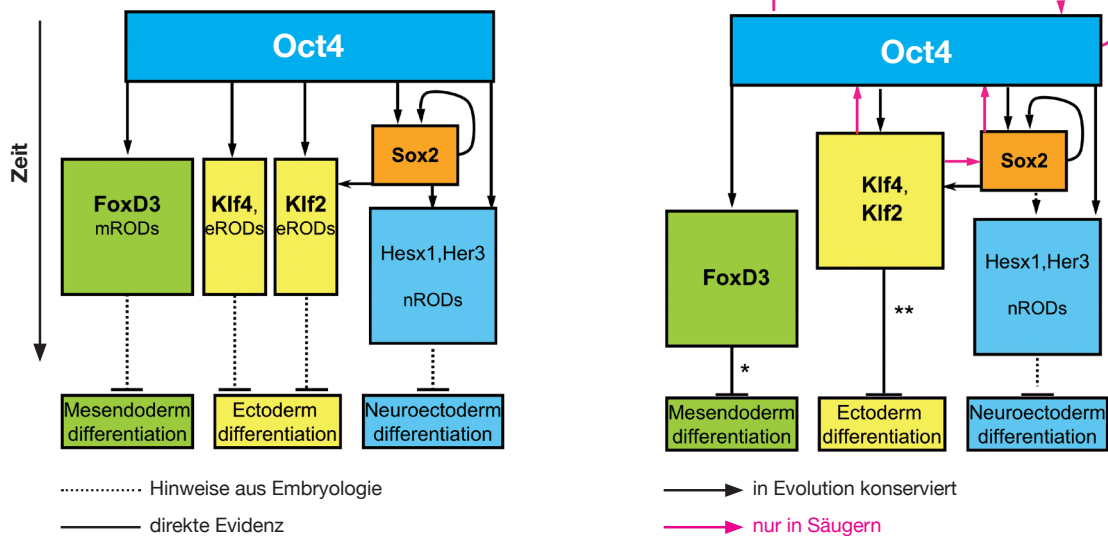 Zeit
Oct4
Sox2
FoxD3
mRODs
Klf4,
eRODs
Klf2
eRODs
Hesx1,Her3
nRODs
Mesendoderm
differentiation
Ectoderm
differentiation
Neuroectoderm
differentiation
Hinweise aus Embryologie
direkte Evidenz
Oct4
Sox2
Klf4,
Klf2
FoxD3
Hesx1,Her3
nRODs
*
**
Mesendoderm
differentiation
Ectoderm
differentiation
Neuroectoderm
differentiation
in Evolution konserviert
nur in Säugern